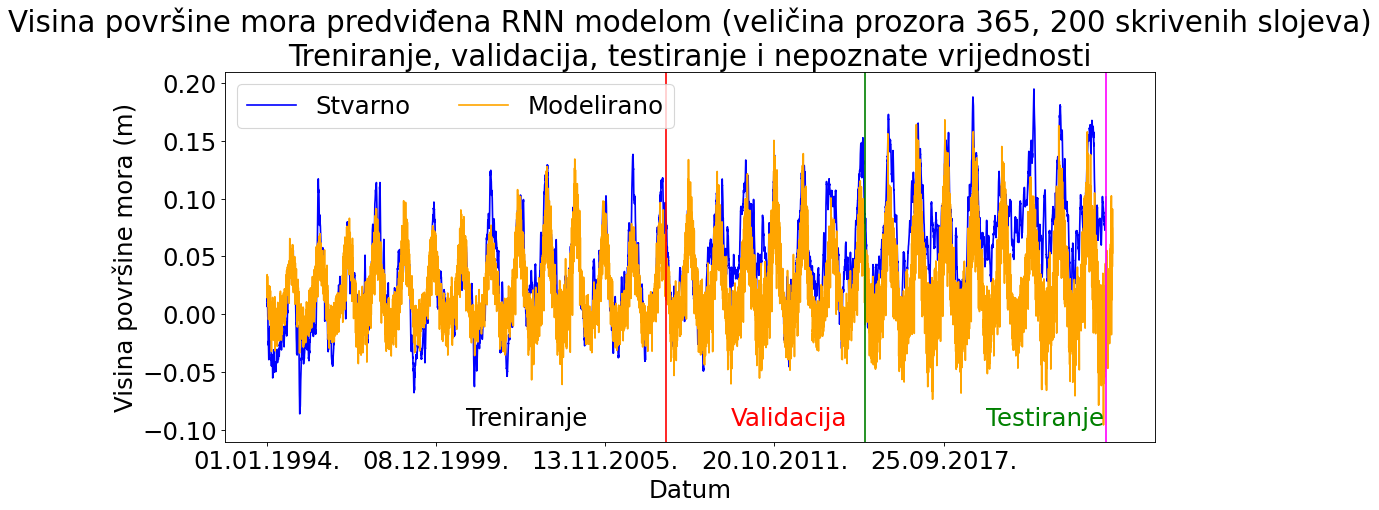 Visina površine mora predviđena RNN modelom (veličina prozora 365, 200 skrivenih slojeva)
Treniranje, validacija, testiranje i nepoznate vrijednosti
Stvarno
Modelirano
Visina površine mora (m)
0.20
0.15
0.10
0.05
0.00
−0.05
−0.10
Treniranje
Validacija
Testiranje
01.01.1994.
08.12.1999.
13.11.2005.
20.10.2011.
25.09.2017.
Datum